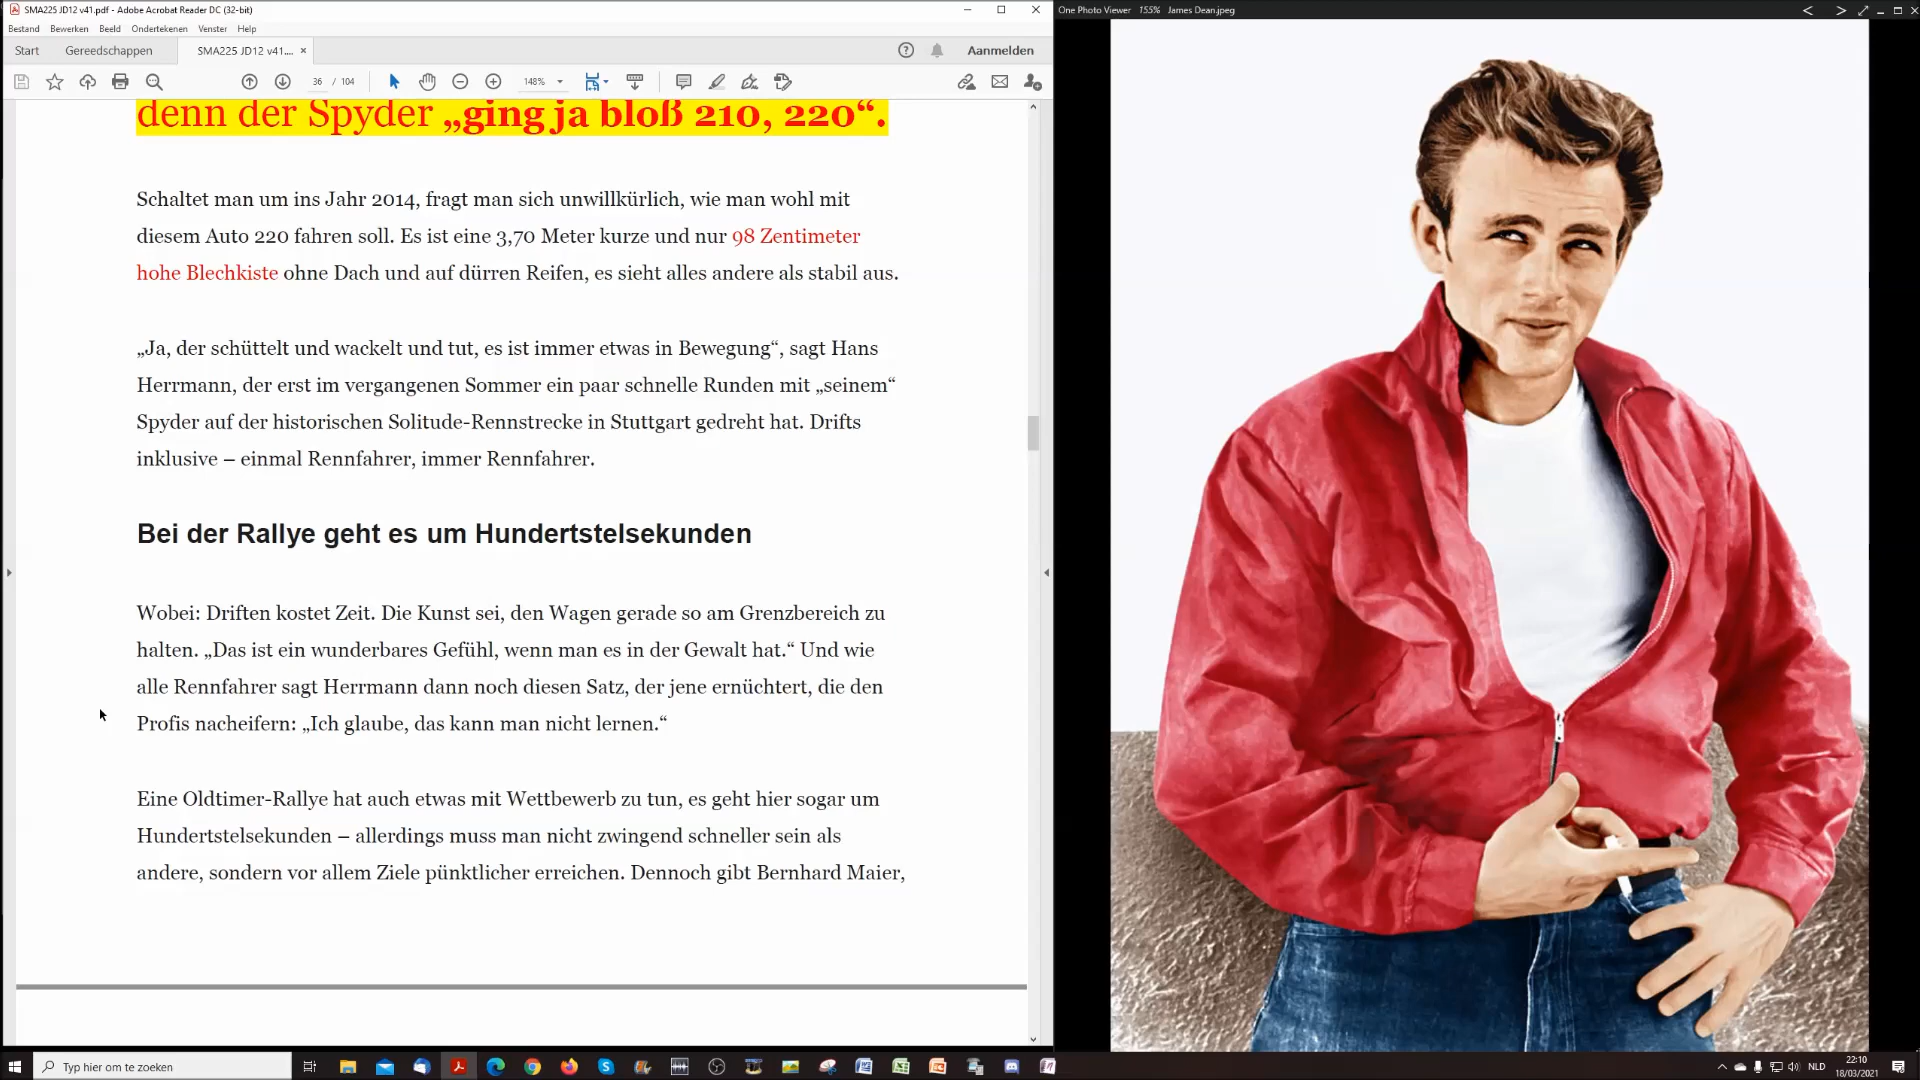 SMA225 JD12 v41.pdf - Adobe Acrobat Reader DC (32-bit)
Bestand Bewerken Beeld Ondertekenen Venster Help
Start Gereedschappen SMA225 JD12 v41.... × Aanmelden
36 / 104 148%
denn der Spyder „ging ja bloß 210, 220“.
Schaltet man um ins Jahr 2014, fragt man sich unwillkürlich, wie man wohl mit
diesem Auto 220 fahren soll. Es ist eine 3,70 Meter kurze und nur 98 Zentimeter
hohe Blechkiste ohne Dach und auf dürren Reifen, es sieht alles andere als stabil aus.
„Ja, der schüttelt und wackelt und tut, es ist immer etwas in Bewegung“, sagt Hans
Herrmann, der erst im vergangenen Sommer ein paar schnelle Runden mit „seinem“
Spyder auf der historischen Solitude-Rennstrecke in Stuttgart gedreht hat. Drifts
inklusive – einmal Rennfahrer, immer Rennfahrer.
Bei der Rallye geht es um Hundertstelsekunden
Wobei: Driften kostet Zeit. Die Kunst sei, den Wagen gerade so am Grenzbereich zu
halten. „Das ist ein wunderbares Gefühl, wenn man es in der Gewalt hat.“ Und wie
alle Rennfahrer sagt Herrmann dann noch diesen Satz, der jene ernüchtert, die den
Profis nacheifern: „Ich glaube, das kann man nicht lernen.“
Eine Oldtimer-Rallye hat auch etwas mit Wettbewerb zu tun, es geht hier sogar um
Hundertstelsekunden – allerdings muss man nicht zwingend schneller sein als
andere, sondern vor allem Ziele pünktlicher erreichen. Dennoch gibt Bernhard Maier,
One Photo Viewer 155% James Dean.jpeg
Typ hier om te zoeken
NLD
22:10
18/03/2021